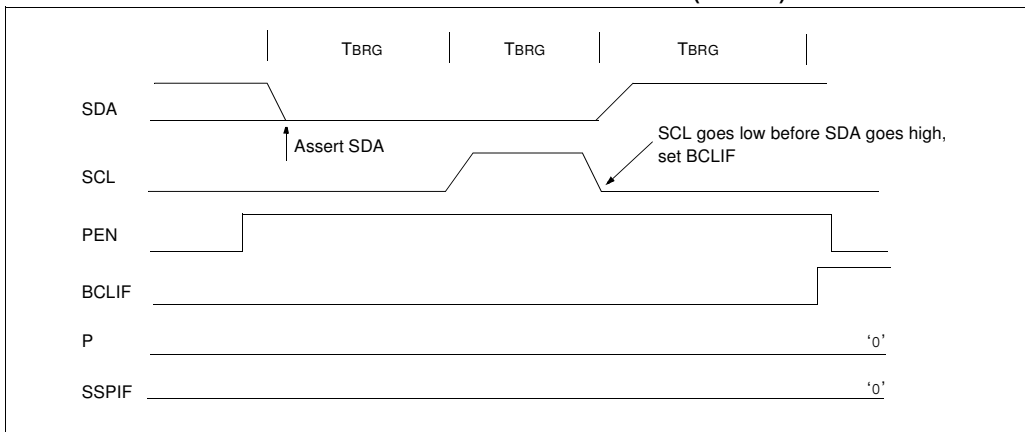 TBRG TBRG TBRG
SDA
Assert SDA
SCL goes low before SDA goes high,
set BCLIF
SCL
PEN
BCLIF
P '0'
SSPIF '0'